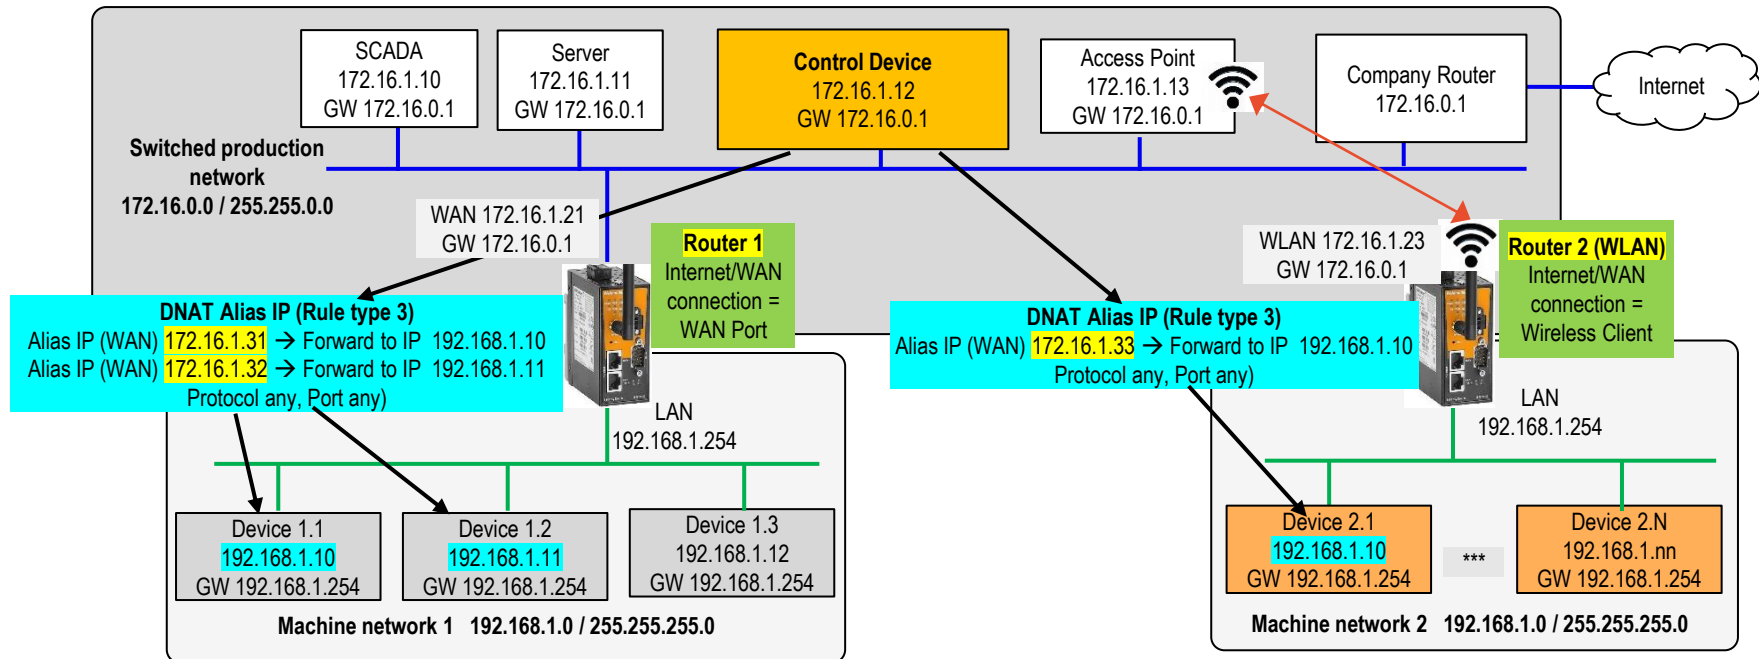 SCADA
172.16.1.10
GW 172.16.0.1
Server
172.16.1.11
GW 172.16.0.1
Control Device
172.16.1.12
GW 172.16.0.1
Access Point
172.16.1.13
GW 172.16.0.1
Company Router
172.16.0.1
Internet
Switched production
network
172.16.0.0 / 255.255.0.0
WAN 172.16.1.21
GW 172.16.0.1
Router 1
Internet/WAN
connection =
WAN Port
WLAN 172.16.1.23
GW 172.16.0.1
Router 2 (WLAN)
Internet/WAN
connection =
Wireless Client
DNAT Alias IP (Rule type 3)
Alias IP (WAN) 172.16.1.31 → Forward to IP 192.168.1.10
Alias IP (WAN) 172.16.1.32 → Forward to IP 192.168.1.11
Protocol any, Port any)
DNAT Alias IP (Rule type 3)
Alias IP (WAN) 172.16.1.33 → Forward to IP 192.168.1.10
Protocol any, Port any)
LAN
192.168.1.254
LAN
192.168.1.254
Device 1.1
192.168.1.10
GW 192.168.1.254
Device 1.2
192.168.1.11
GW 192.168.1.254
Device 1.3
192.168.1.12
GW 192.168.1.254
Machine network 1 192.168.1.0 / 255.255.255.0
Device 2.1
192.168.1.10
GW 192.168.1.254
***
Device 2.N
192.168.1.nn
GW 192.168.1.254
Machine network 2 192.168.1.0 / 255.255.255.0